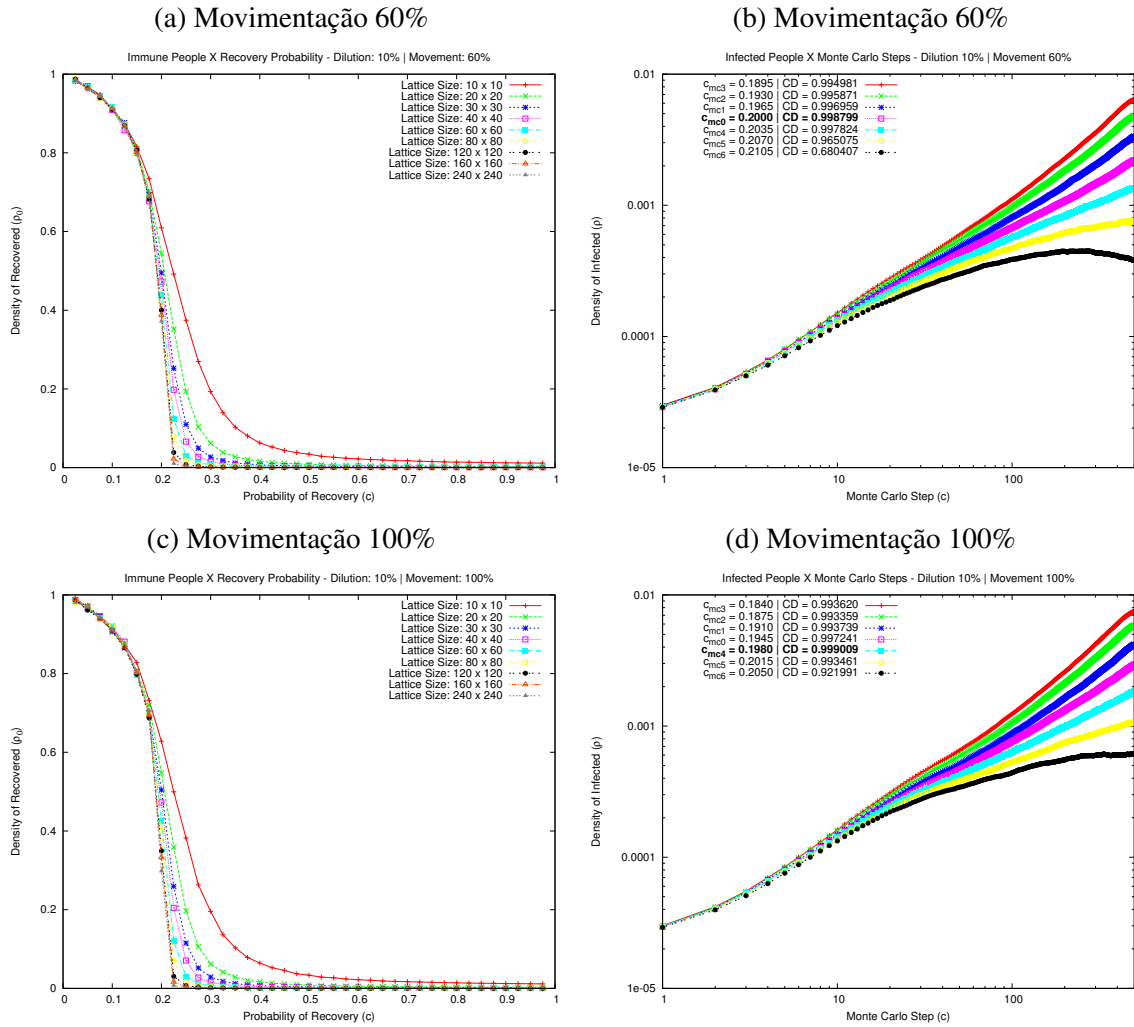 (a) Movimentação 60%
Immune People X Recovery Probability - Dilution: 10% | Movement: 60%
Density of Recovered (ρ0)
1
0.8
0.6
0.4
0.2
0
Lattice Size: 10 x 10
Lattice Size: 20 x 20
Lattice Size: 30 x 30
Lattice Size: 40 x 40
Lattice Size: 60 x 60
Lattice Size: 80 x 80
Lattice Size: 120 x 120
Lattice Size: 160 x 160
Lattice Size: 240 x 240
0 0.1 0.2 0.3 0.4 0.5 0.6 0.7 0.8 0.9 1
Probability of Recovery (c)
(b) Movimentação 60%
Infected People X Monte Carlo Steps - Dilution 10% | Movement 60%
Density of Infected (ρ)
0.01
0.001
0.0001
1e-05
cmc3 = 0.1895 | CD = 0.994981
cmc2 = 0.1930 | CD = 0.995871
cmc1 = 0.1965 | CD = 0.996959
cmc0 = 0.2000 | CD = 0.998799
cmc4 = 0.2035 | CD = 0.997824
cmc5 = 0.2070 | CD = 0.965075
cmc6 = 0.2105 | CD = 0.680407
1 10 100
Monte Carlo Step (c)
(c) Movimentação 100%
Immune People X Recovery Probability - Dilution: 10% | Movement: 100%
Density of Recovered (ρ0)
1
0.8
0.6
0.4
0.2
0
Lattice Size: 10 x 10
Lattice Size: 20 x 20
Lattice Size: 30 x 30
Lattice Size: 40 x 40
Lattice Size: 60 x 60
Lattice Size: 80 x 80
Lattice Size: 120 x 120
Lattice Size: 160 x 160
Lattice Size: 240 x 240
0 0.1 0.2 0.3 0.4 0.5 0.6 0.7 0.8 0.9 1
Probability of Recovery (c)
(d) Movimentação 100%
Infected People X Monte Carlo Steps - Dilution 10% | Movement 100%
Density of Infected (ρ)
0.01
0.001
0.0001
1e-05
cmc3 = 0.1840 | CD = 0.993620
cmc2 = 0.1875 | CD = 0.993359
cmc1 = 0.1910 | CD = 0.993739
cmc0 = 0.1945 | CD = 0.997241
cmc4 = 0.1980 | CD = 0.999009
cmc5 = 0.2015 | CD = 0.993461
cmc6 = 0.2050 | CD = 0.921991
1 10 100
Monte Carlo Step (c)